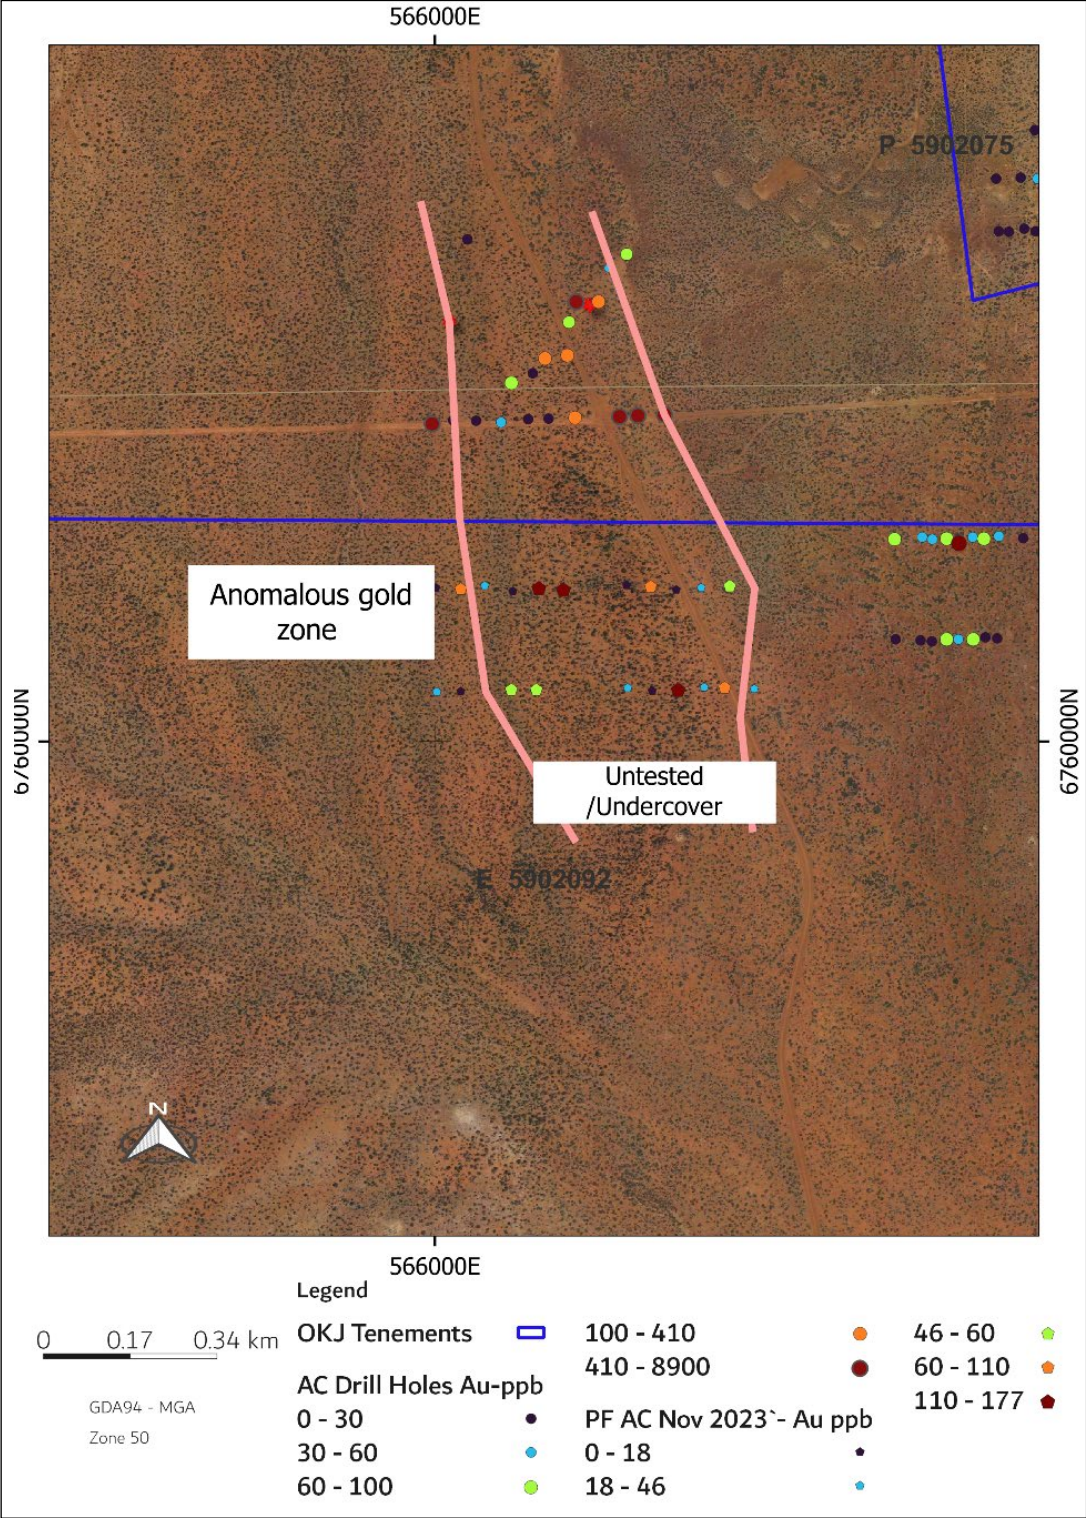 566000E
P 5902075
Anomalous gold
zone
6760000N
6760000N
Untested
/Undercover
E 5902092
N
566000E
Legend
0 0.17 0.34 km
GDA94 - MGA
Zone 50
OKJ Tenements
AC Drill Holes Au-ppb
0 - 30
30 - 60
60 - 100
100 - 410
410 - 8900
PF AC Nov 2023`- Au ppb
0 - 18
18 - 46
46 - 60
60 - 110
110 - 177